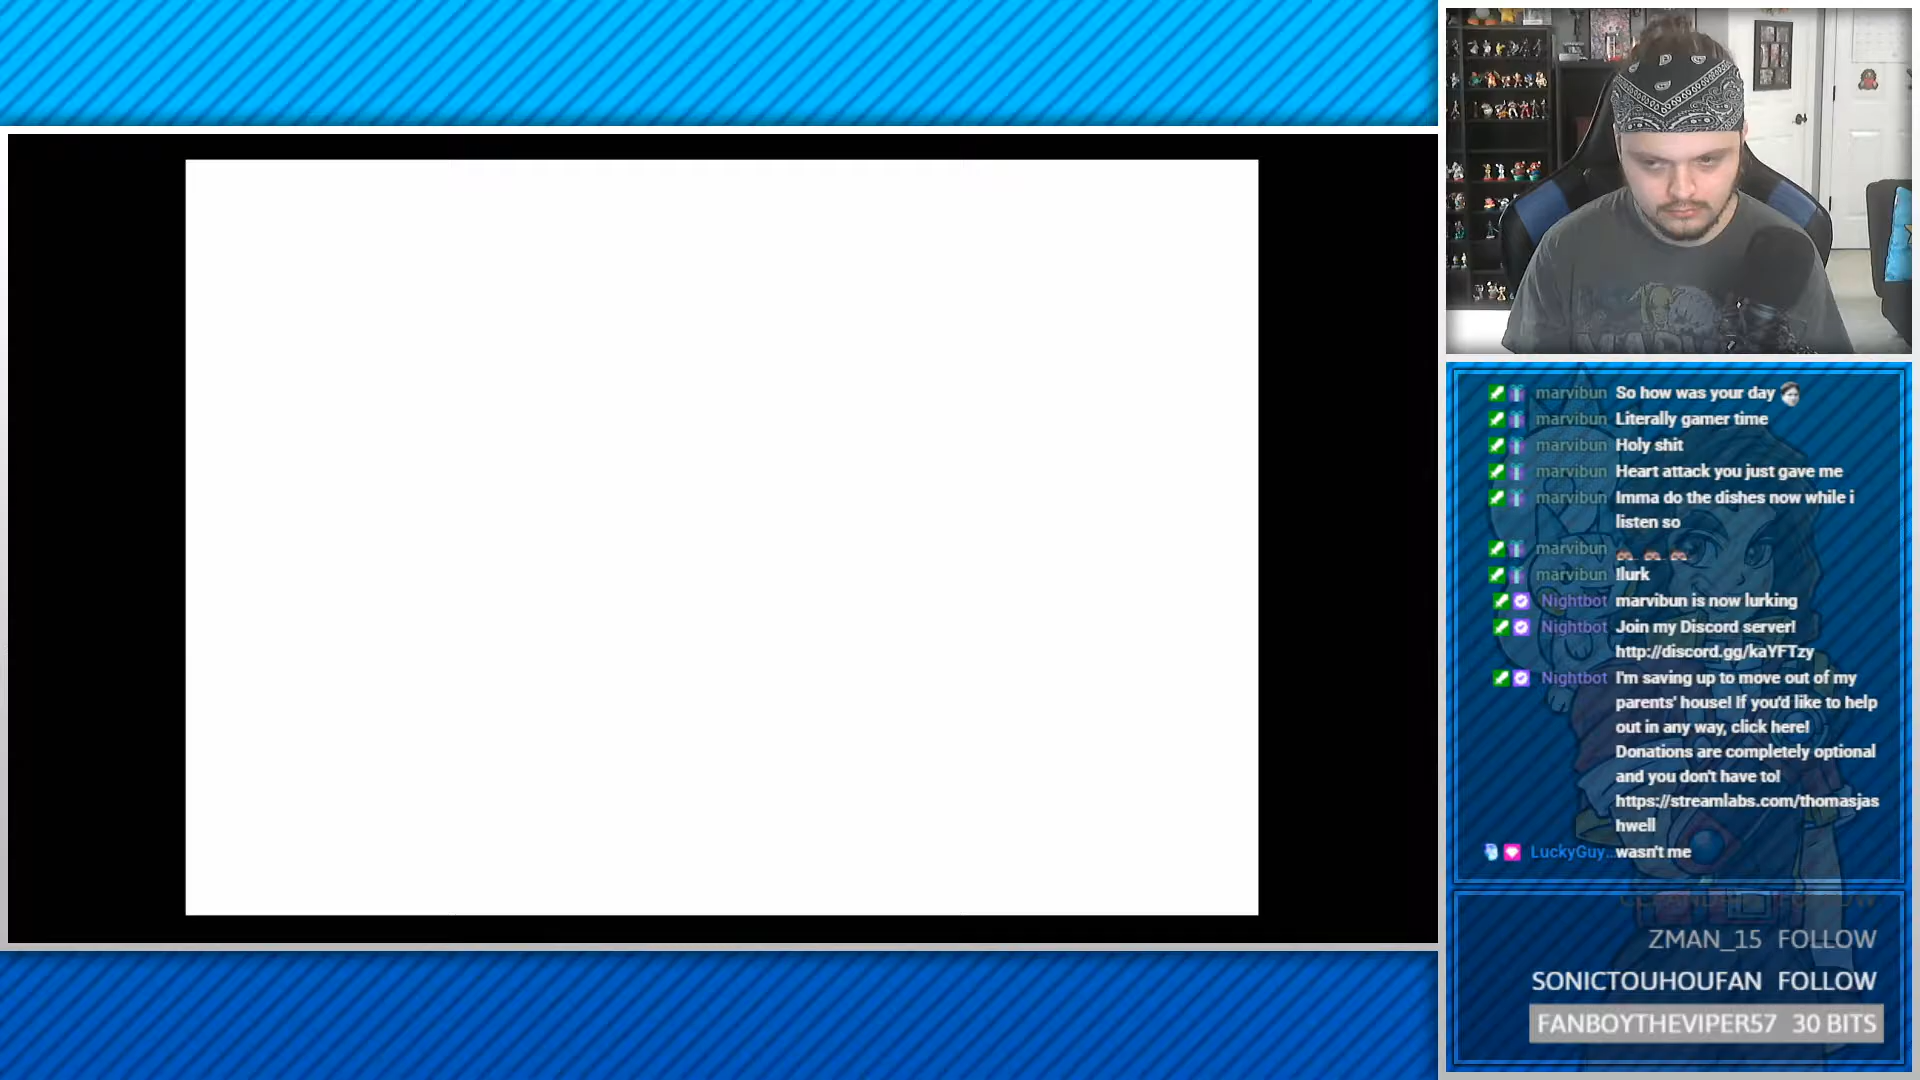 marvibun So how was your day
marvibun Literally gamer time
marvibun Holy shit
marvibun Heart attack you just gave me
marvibun Imma do the dishes now while i
listen so
marvibun
marvibun !lurk
Nightbot marvibun is now lurking
Nightbot Join my Discord server!
http://discord.gg/kaYFTzy
Nightbot I'm saving up to move out of my
parents' house! If you'd like to help
out in any way, click here!
Donations are completely optional
and you don't have to!
https://streamlabs.com/thomasjas
hwell
LuckyGuy... wasn't me
ZMAN_15 FOLLOW
SONICTOUHOUFAN FOLLOW
FANBOYTHEVIPER57 30 BITS